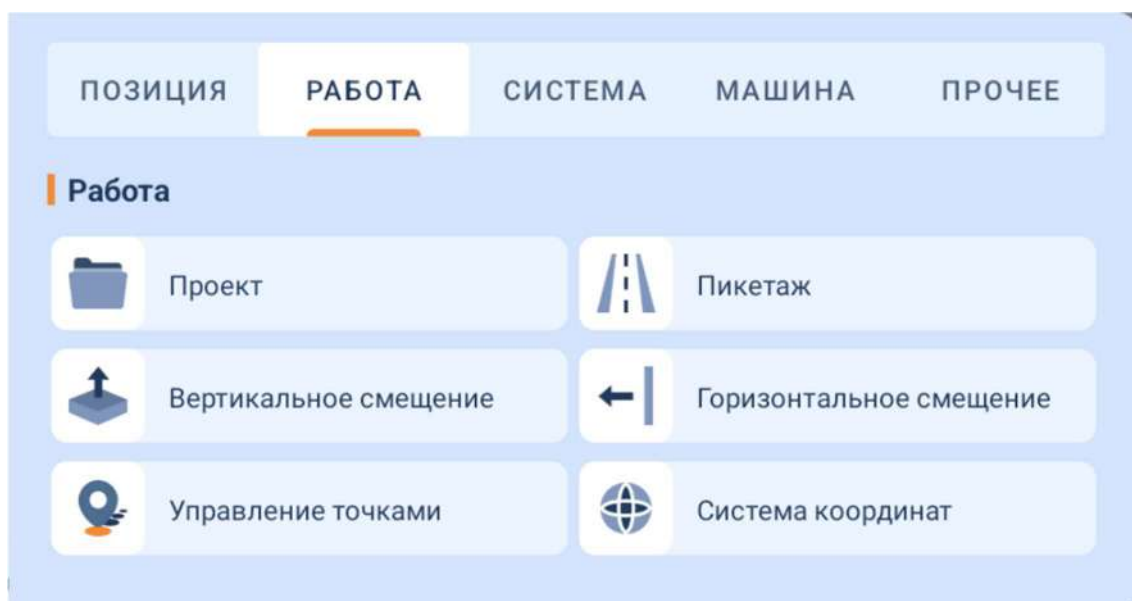 ПОЗИЦИЯ РАБОТА СИСТЕМА МАШИНА ПРОЧЕЕ
Работа
Проект Пикетаж
Вертикальное смещение Горизонтальное смещение
Управление точками Система координат